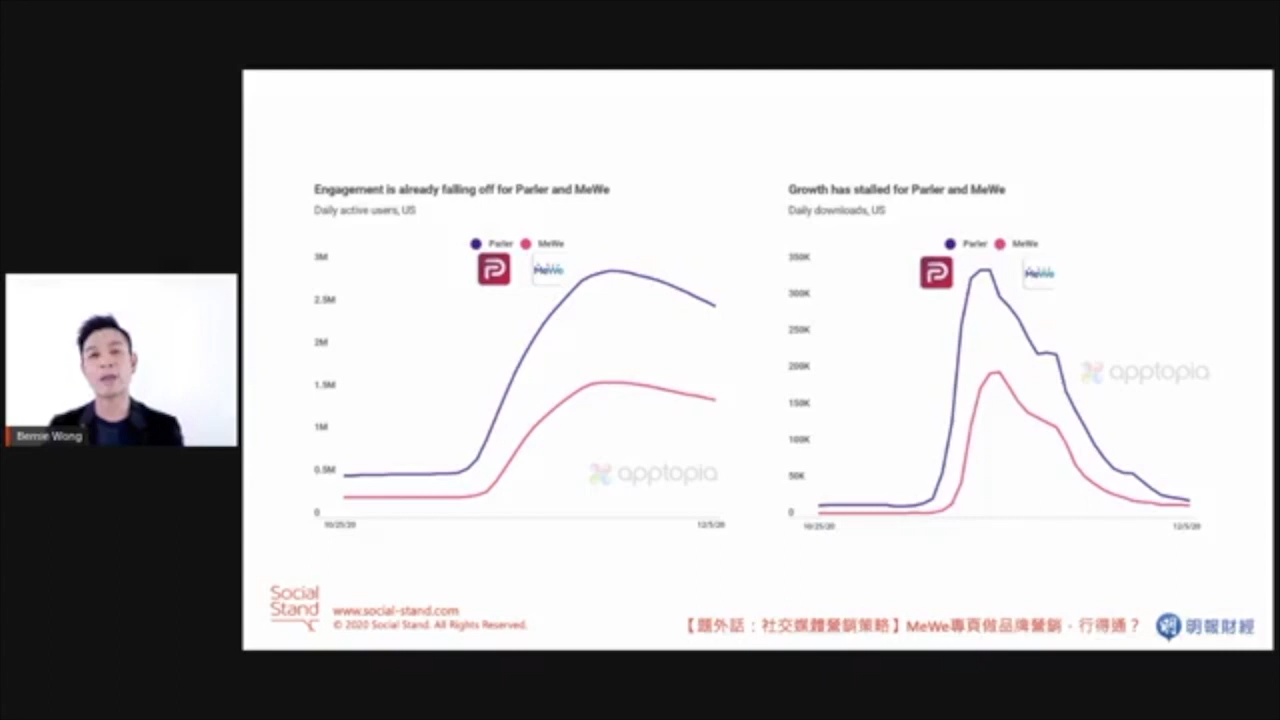 Engagement is already falling off for Parler and MeWe
Daily active users, US
Parler MeWe
MeWe
3M
2.5M
2M
1.5M
1M
0.5M
0
10/25/20 12/5/20
apptopia
Growth has stalled for Parler and MeWe
Daily downloads, US
Parler MeWe
MeWe
350K
300K
250K
200K
150K
100K
50K
0
10/25/20 12/5/20
apptopia
Bernie Wong
Social
Stand
www.social-stand.com
© 2020 Social Stand. All Rights Reserved.
【題外話：社交媒體營銷策略】MeWe專頁做品牌營銷．行得通？
明報財經